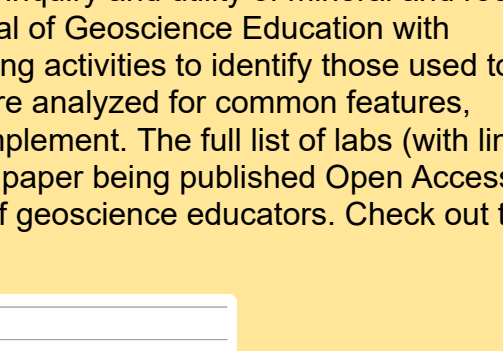 al of Geoscience Education with
ng activities to identify those used to
re analyzed for common features,
mplement. The full list of labs (with lin
paper being published Open Access
f geoscience educators. Check out t